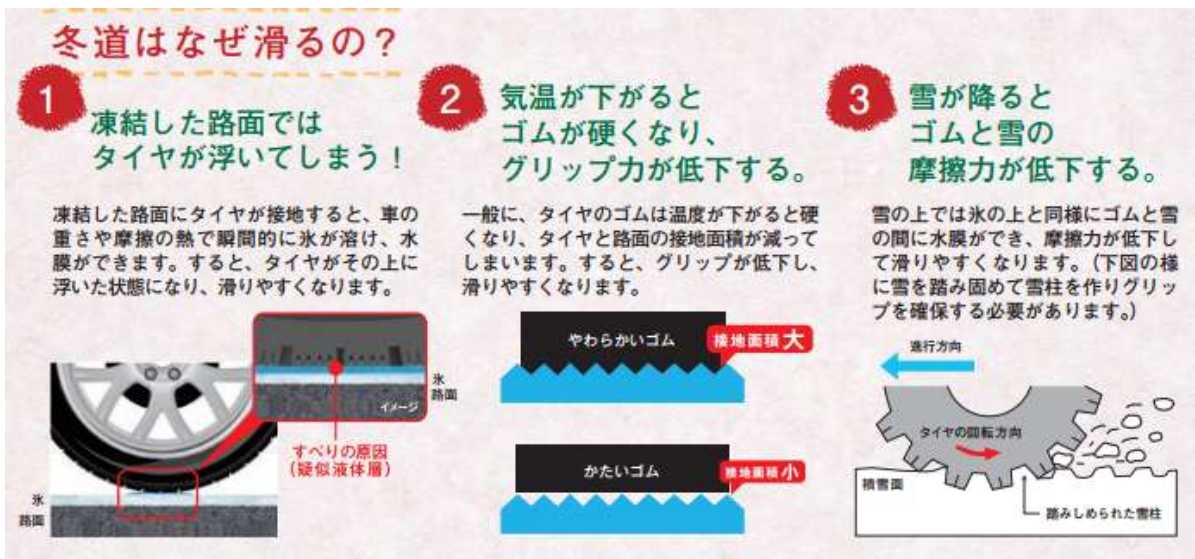 冬道はなぜ滑るの？
1
凍結した路面では
タイヤが浮いてしまう！
凍結した路面にタイヤが接地すると、車の
重さや摩擦の熱で瞬間的に氷が溶け、水
膜ができます。すると、タイヤがその上に
浮いた状態になり、滑りやすくなります。
氷
路面
イメージ
すべりの原因
（疑似液体層）
氷
路面
2
気温が下がると
ゴムが硬くなり、
グリップ力が低下する。
一般に、タイヤのゴムは温度が下がると硬
くなり、タイヤと路面の接地面積が減って
しまいます。すると、グリップが低下し、
滑りやすくなります。
やわらかいゴム
接地面積大
かたいゴム
接地面積小
3
雪が降ると
ゴムと雪の
摩擦力が低下する。
雪の上では氷の上と同様にゴムと雪
の間に水膜ができ、摩擦力が低下し
て滑りやすくなります。（下図の様
に雪を踏み固めて雪柱を作りグリッ
プを確保する必要があります。）
進行方向
タイヤの回転方向
積雪面
踏みしめられた雪柱